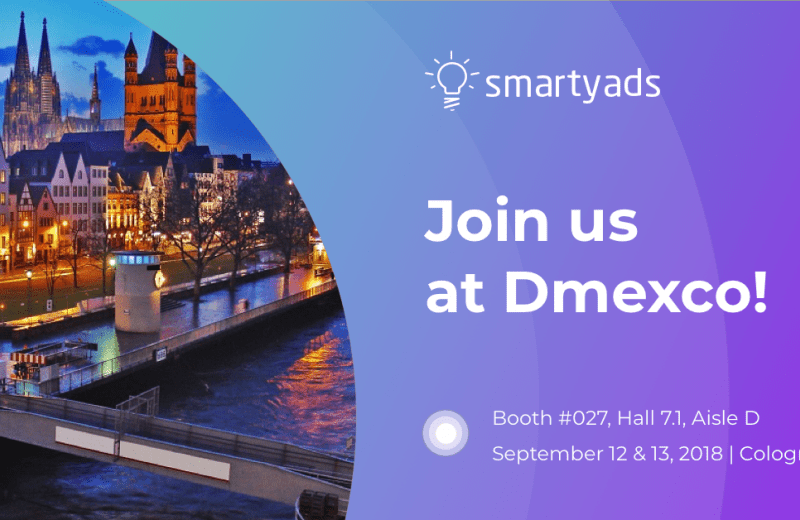 smartyads
Join us
at Dmexco!
Booth #027, Hall 7.1, Aisle D
September 12 & 13, 2018 |